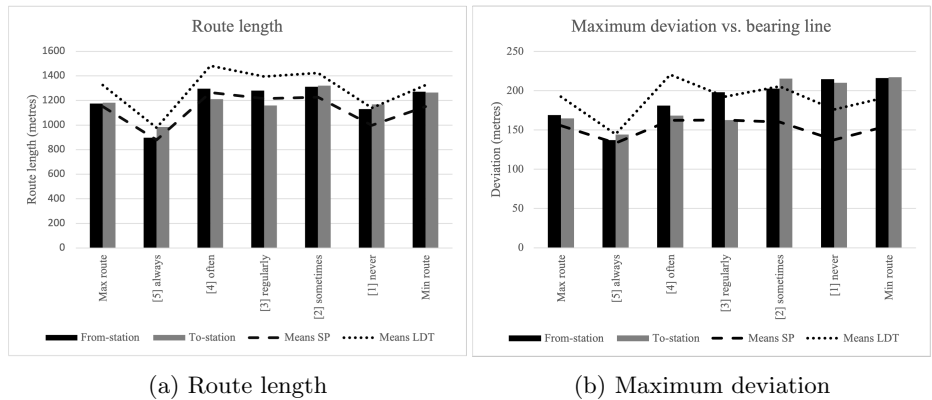 Route length
1600
1400
1200
1000
800
600
400
200
0
Route length (metres)
Max route
[5] always
[4] often
[3] regularly
[2] sometimes
[1] never
Min route
From-station To-station Means SP Means LDT
(a) Route length
Maximum deviation vs. bearing line
250
200
150
100
50
0
Deviation (metres)
Max route
[5] always
[4] often
[3] regularly
[2] sometimes
[1] never
Min route
From-station To-station Means SP Means LDT
(b) Maximum deviation